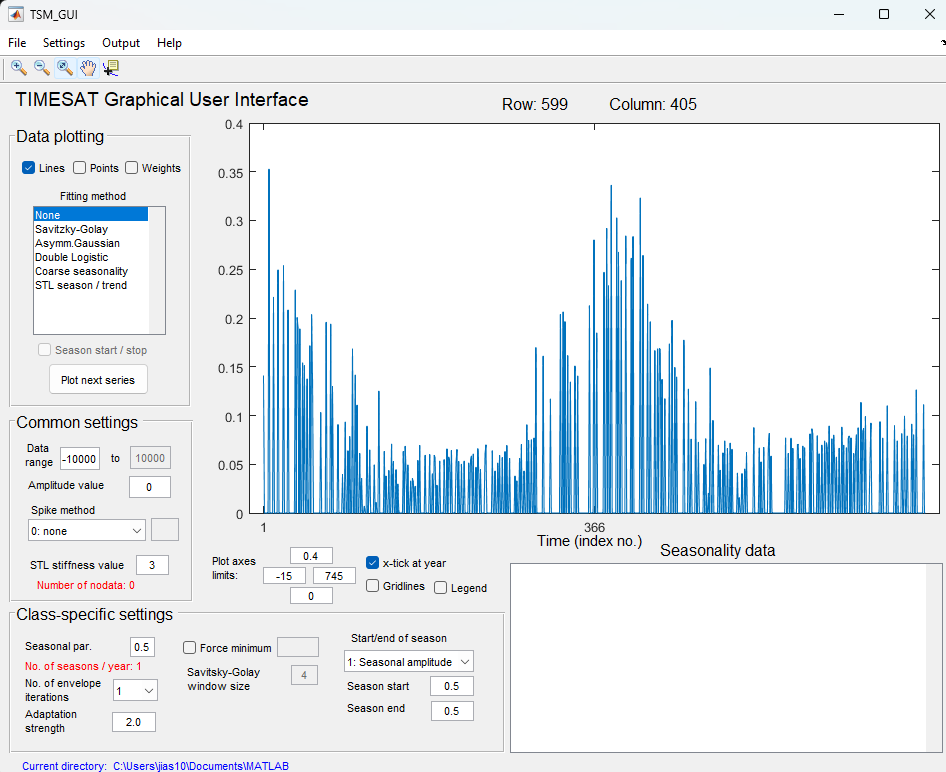 TSM_GUI
File Settings Output Help
TIMESAT Graphical User Interface
Row: 599 Column: 405
Data plotting
Lines Points Weights
Fitting method
None
Savitzky-Golay
Asymm.Gaussian
Double Logistic
Coarse seasonality
STL season / trend
Season start / stop
Plot next series
Common settings
Data
range -10000 to 10000
Amplitude value 0
Spike method
0: none
STL stiffness value 3
Number of nodata: 0
0.4
0.35
0.3
0.25
0.2
0.15
0.1
0.05
0
1 366
Time (index no.)
Plot axes
limits:
0.4
-15 745
0
x-tick at year
Gridlines Legend
Seasonality data
Class-specific settings
Seasonal par. 0.5
No. of seasons / year: 1
No. of envelope
iterations 1
Adaptation
strength 2.0
Force minimum
Savitsky-Golay
window size 4
Start/end of season
1: Seasonal amplitude
Season start 0.5
Season end 0.5
Current directory: C:\Users\jias10\Documents\MATLAB